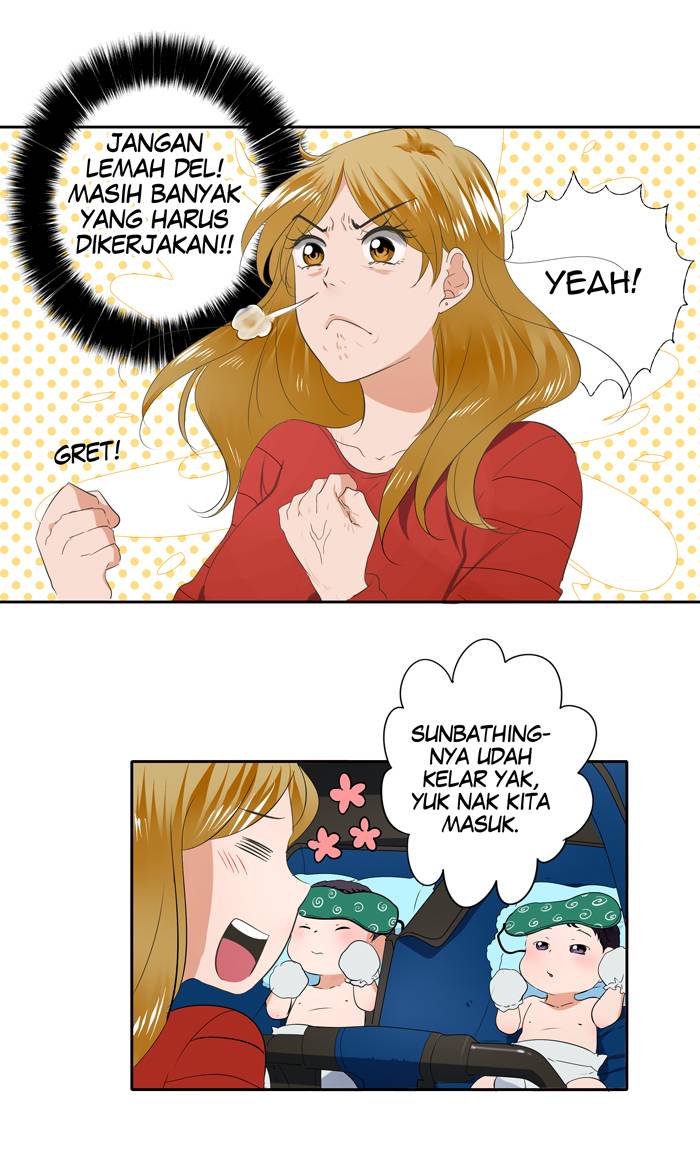 JANGAN
LEMAH DEL!
MASIH BANYAK
YANG HARUS
DIKERJAKAN!!
YEAH!
GRET!
SUNBATHING-
NYA UDAH
KELAR YAK,
YUK NAK KITA
MASUK.